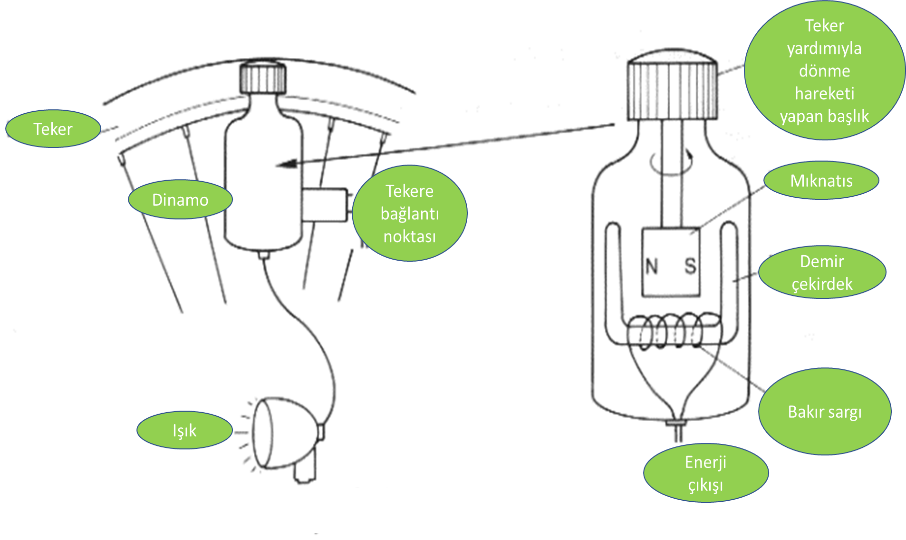 Teker
Dinamo
Tekere
bağlantı
noktası
Işık
Teker
yardımıyla
dönme
hareketi
yapan başlık
Mıknatıs
N S
Demir
çekirdek
Bakır sargı
Enerji
çıkışı